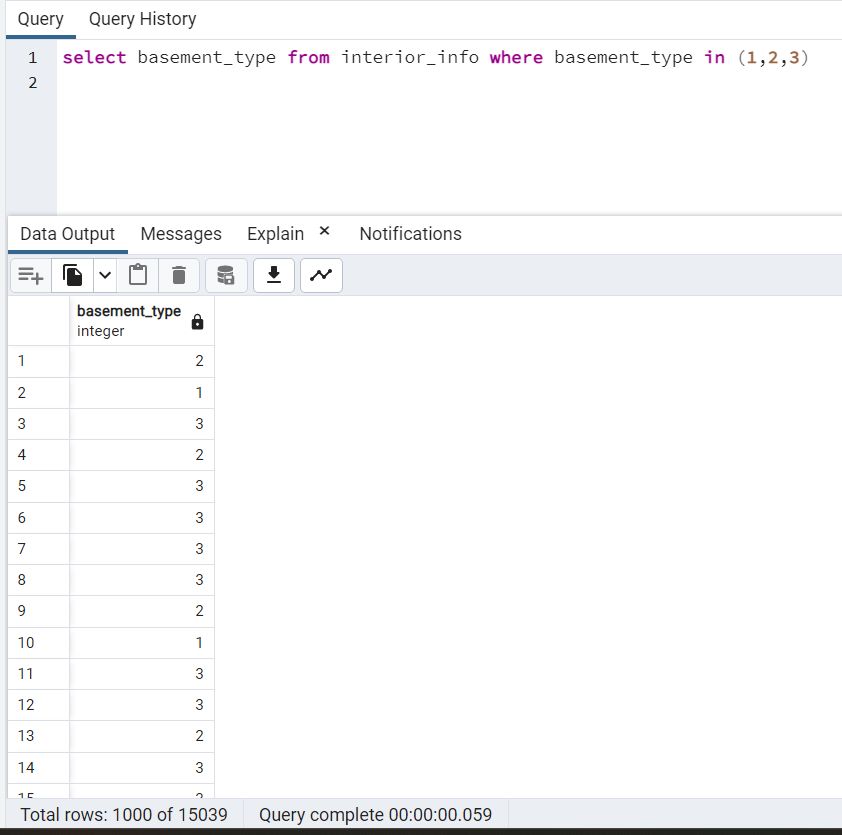 Query Query History
1 select basement_type from interior_info where basement_type in (1,2,3)
2
Data Output Messages Explain × Notifications
basement_type
integer
1 2
2 1
3 3
4 2
5 3
6 3
7 3
8 3
9 2
10 1
11 3
12 3
13 2
14 3
Total rows: 1000 of 15039 Query complete 00:00:00.059